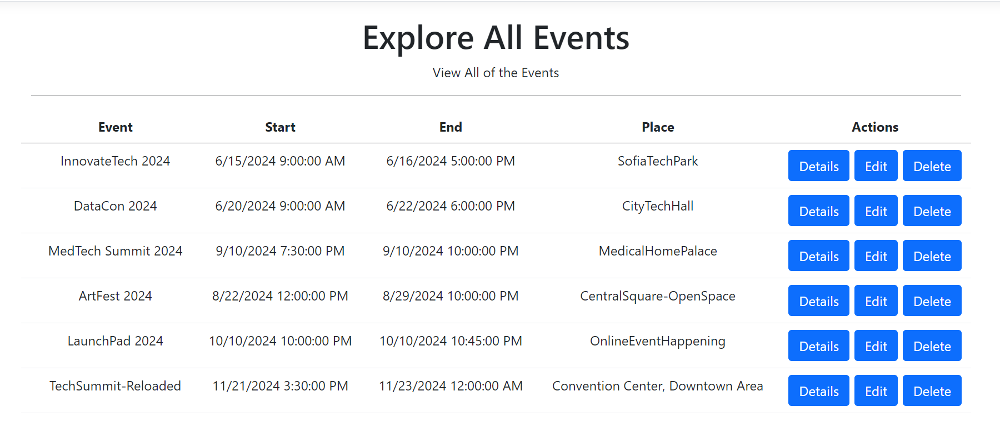 Explore All Events
View All of the Events
Event Start End Place Actions
InnovateTech 2024 6/15/2024 9:00:00 AM 6/16/2024 5:00:00 PM SofiaTechPark Details Edit Delete
DataCon 2024 6/20/2024 9:00:00 AM 6/22/2024 6:00:00 PM CityTechHall Details Edit Delete
MedTech Summit 2024 9/10/2024 7:30:00 PM 9/10/2024 10:00:00 PM MedicalHomePalace Details Edit Delete
ArtFest 2024 8/22/2024 12:00:00 PM 8/29/2024 10:00:00 PM CentralSquare-OpenSpace Details Edit Delete
LaunchPad 2024 10/10/2024 10:00:00 PM 10/10/2024 10:45:00 PM OnlineEventHappening Details Edit Delete
TechSummit-Reloaded 11/21/2024 3:30:00 PM 11/23/2024 12:00:00 AM Convention Center, Downtown Area Details Edit Delete